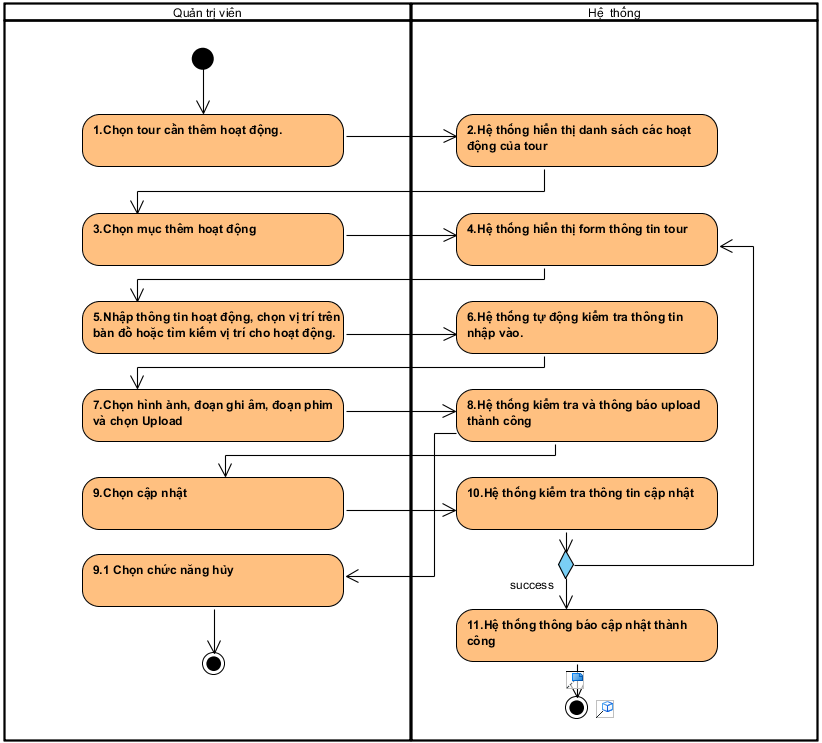 Quản trị viên
Hệ thống
1.Chọn tour cần thêm hoạt động.
2.Hệ thống hiển thị danh sách các hoạt
động của tour
3.Chọn mục thêm hoạt động
4.Hệ thống hiển thị form thông tin tour
5.Nhập thông tin hoạt động, chọn vị trí trên
bàn đồ hoặc tìm kiếm vị trí cho hoạt động.
6.Hệ thống tự động kiểm tra thông tin
nhập vào.
7.Chọn hình ành, đoạn ghi âm, đoạn phim
và chọn Upload
8.Hệ thống kiểm tra và thông báo upload
thành công
9.Chọn cập nhật
10.Hệ thống kiểm tra thông tin cập nhật
9.1 Chọn chức năng hủy
success
11.Hệ thống thông báo cập nhật thành
công